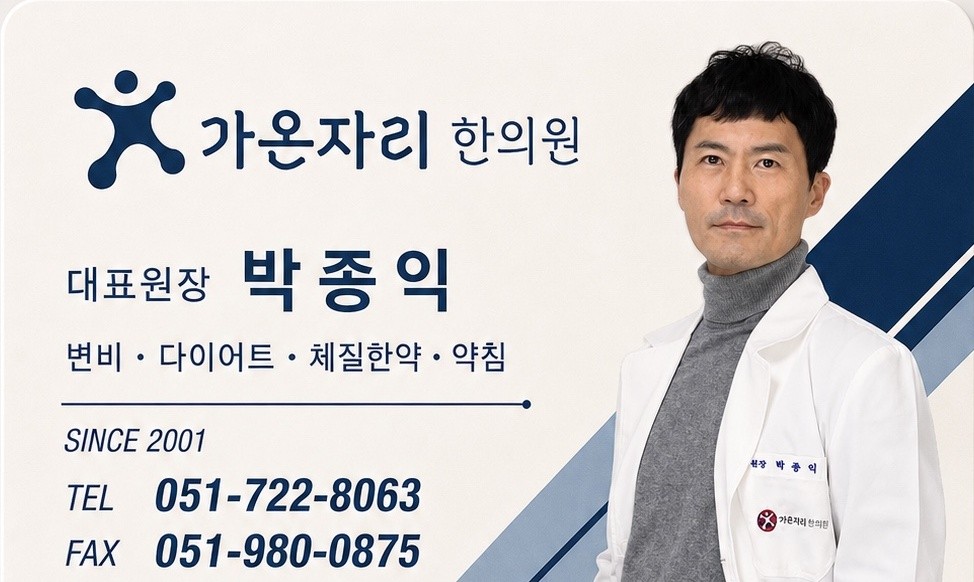 가온자리 한의원
대표원장 박종익
변비 · 다이어트 · 체질한약 · 약침
SINCE 2001
TEL 051-722-8063
FAX 051-980-0875
원장 박종익
가온자리한의원